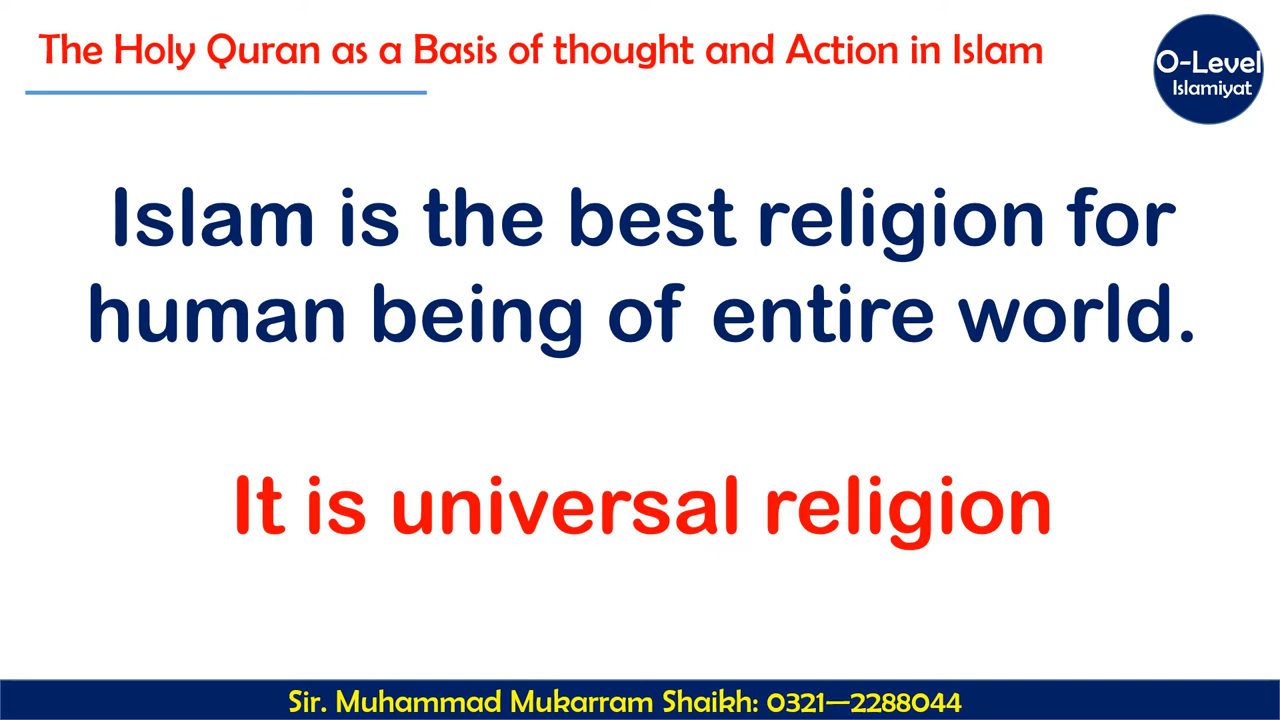 The Holy Quran as a Basis of thought and Action in Islam
O-Level
Islamiyat
Islam is the best religion for
human being of entire world.
It is universal religion
Sir. Muhammad Mukarram Shaikh: 0321—2288044